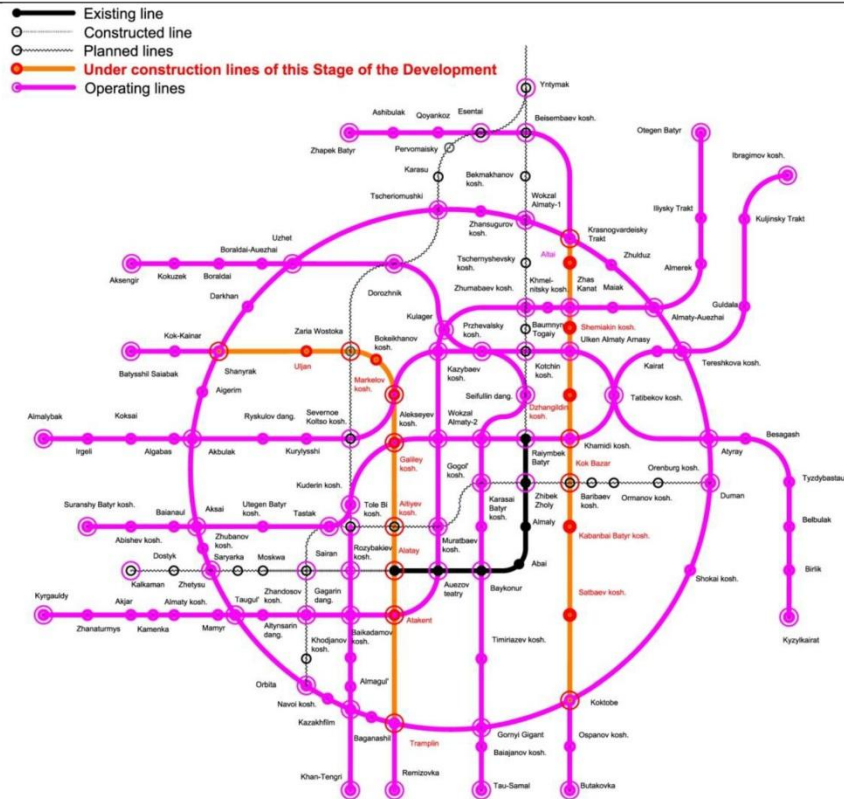 Existing line
Constructed line
Planned lines
Under construction lines of this Stage of the Development
Operating lines
Yntymak
Ashibulak
Qoyankoz
Esentai
Beisembaev kosh.
Otegen Batyr
Zhapek Batyr
Pervomaisky
Ibragimov kosh.
Karasu
Bekmakhanov
kosh.
Tscheriomushki
Wokzal
Almaty-1
Iliysky Trakt
Kuljinsky Trakt
Zhansugurov
kosh.
Krasnogvardeisky
Trakt
Uzhet
Boraldai-Auezhai
Altai
Zhulduz
Aksengir
Kokuzek
Boraldai
Tschernyshevsky
kosh.
Zhas
Kanat
Almerek
Dorozhnik
Zhumabaev kosh.
Khmel-
nitsky kosh.
Maiak
Darkhan
Guldala
Almaty-Auezhai
Kulager
Przhevalsky
kosh.
Baumnyn
Togaiy
Shemiakin kosh.
Kok-Kainar
Zaria Wostoka
Bokeikhanov
kosh.
Ulken Almaty Arnasy
Batysshil Saiabak
Shanyrak
Uljan
Markelov
kosh.
Kazybaev
kosh.
Kotchin
kosh.
Kairat
Tereshkova kosh.
Aigerim
Seifullin dang.
Dzhangildin
kosh.
Tatibekov kosh.
Almalybak
Koksai
Ryskulov dang.
Severnoe
Koltso kosh.
Alekseyev
kosh.
Wokzal
Almaty-2
Irgeli
Algabas
Akbulak
Kurylysshi
Galiley
kosh.
Raiymbek
Batyr
Khamidi kosh.
Atyray
Besagash
Gogol'
kosh.
Kok Bazar
Orenburg kosh.
Kuderin kosh.
Tyzdybastau
Suranshy Batyr kosh.
Utegen Batyr
kosh.
Tole Bi
kosh.
Altiyev
kosh.
Karasai
Batyr
kosh.
Zhibek
Zholy
Baribaev
kosh.
Ormanov kosh.
Duman
Baianaul
Aksai
Tastak
Abishev kosh.
Zhubanov
kosh.
Muratbaev
kosh.
Almaly
Kabanbai Batyr kosh.
Belbulak
Dostyk
Saryarka
Moskwa
Sairan
Rozybakiev
kosh.
Alatay
Abai
Kalkaman
Zhetysu
Auezov
teatry
Baykonur
Shokai kosh.
Birlik
Kyrgauldy
Akjar
Almaty kosh.
Taugul'
Zhandosov
kosh.
Gagarin
dang.
Satbaev kosh.
Zhanaturmys
Kamenka
Mamyr
Altynsarin
dang.
Baikadamov
kosh.
Atakent
Khodjanov
kosh.
Timiriazev kosh.
Kyzylkairat
Orbita
Almagul'
Navoi kosh.
Kazakhfilm
Koktobe
Baganashil
Tramplin
Gornyi Gigant
Ospanov kosh.
Baiajanov kosh.
Khan-Tengri
Remizovka
Tau-Samal
Butakovka